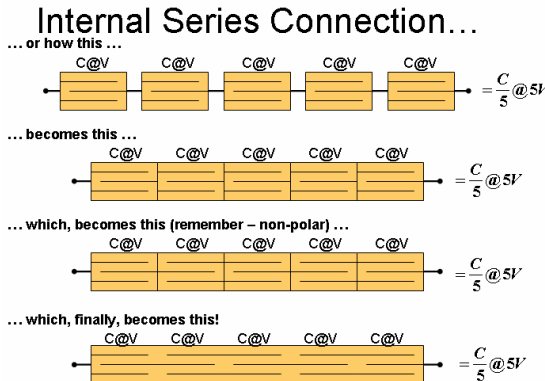 Internal Series Connection…
… or how this …
C@V C@V C@V C@V C@V
= C/5 @ 5V
… becomes this …
C@V C@V C@V C@V C@V
= C/5 @ 5V
… which, becomes this (remember – non-polar) …
C@V C@V C@V C@V C@V
= C/5 @ 5V
… which, finally, becomes this!
C@V C@V C@V C@V C@V
= C/5 @ 5V